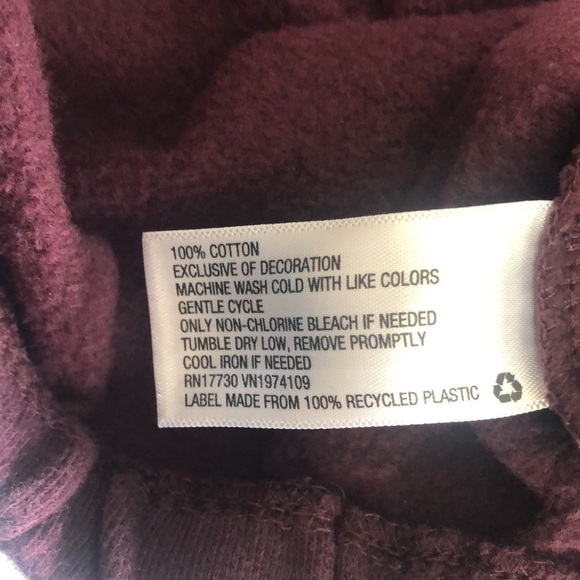 100% COTTON
EXCLUSIVE OF DECORATION
MACHINE WASH COLD WITH LIKE COLORS
GENTLE CYCLE
ONLY NON-CHLORINE BLEACH IF NEEDED
TUMBLE DRY LOW, REMOVE PROMPTLY
COOL IRON IF NEEDED
RN17730 VN1974109
LABEL MADE FROM 100% RECYCLED PLASTIC